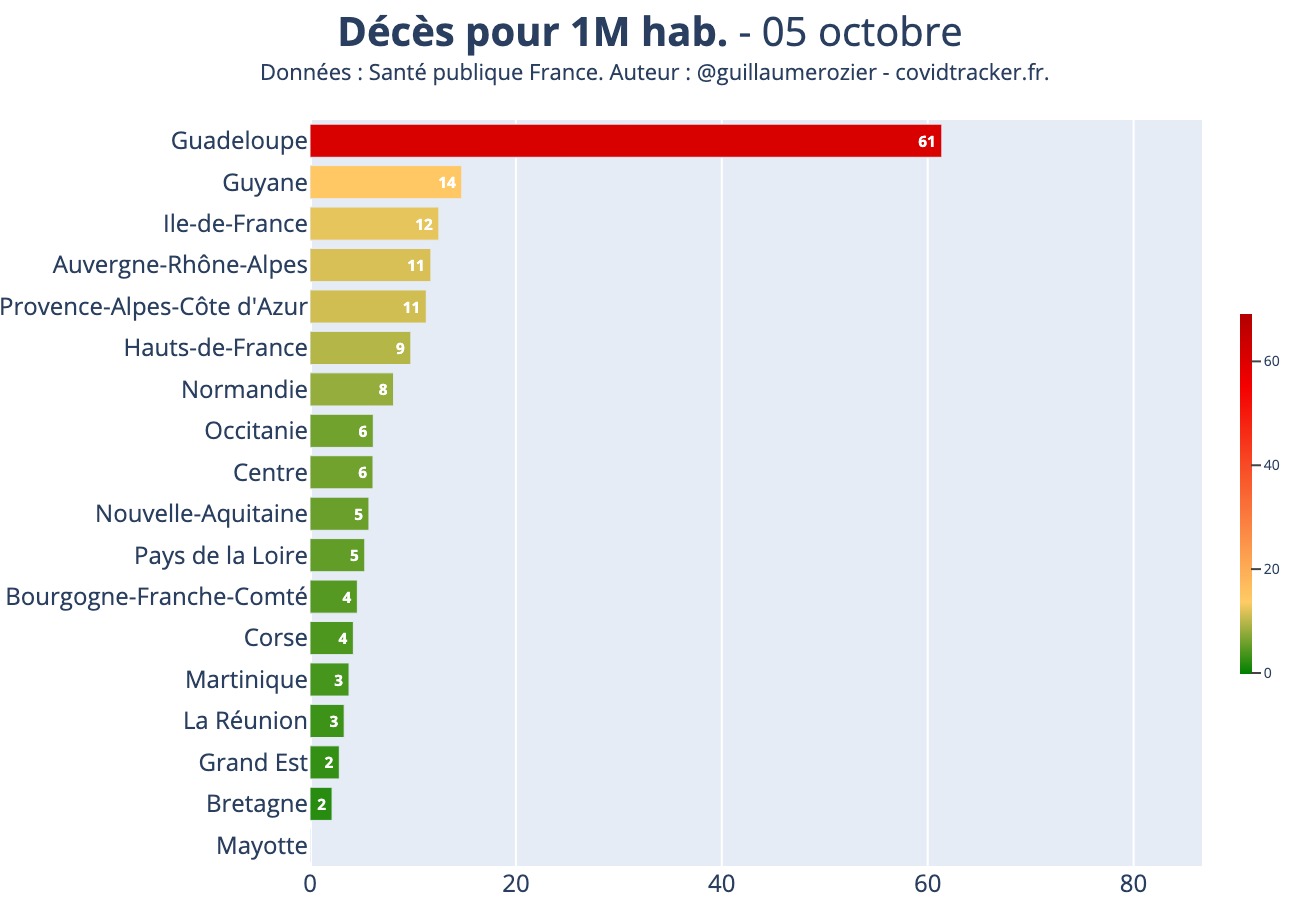 Décès pour 1M hab. - 05 octobre
Données : Santé publique France. Auteur : @guillaumerozier - covidtracker.fr.
Guadeloupe 61
Guyane 14
Ile-de-France 12
Auvergne-Rhône-Alpes 11
Provence-Alpes-Côte d'Azur 11
Hauts-de-France 9
Normandie 8
Occitanie 6
Centre 6
Nouvelle-Aquitaine 5
Pays de la Loire 5
Bourgogne-Franche-Comté 4
Corse 4
Martinique 3
La Réunion 3
Grand Est 2
Bretagne 2
Mayotte
0 20 40 60 80
60
40
20
0